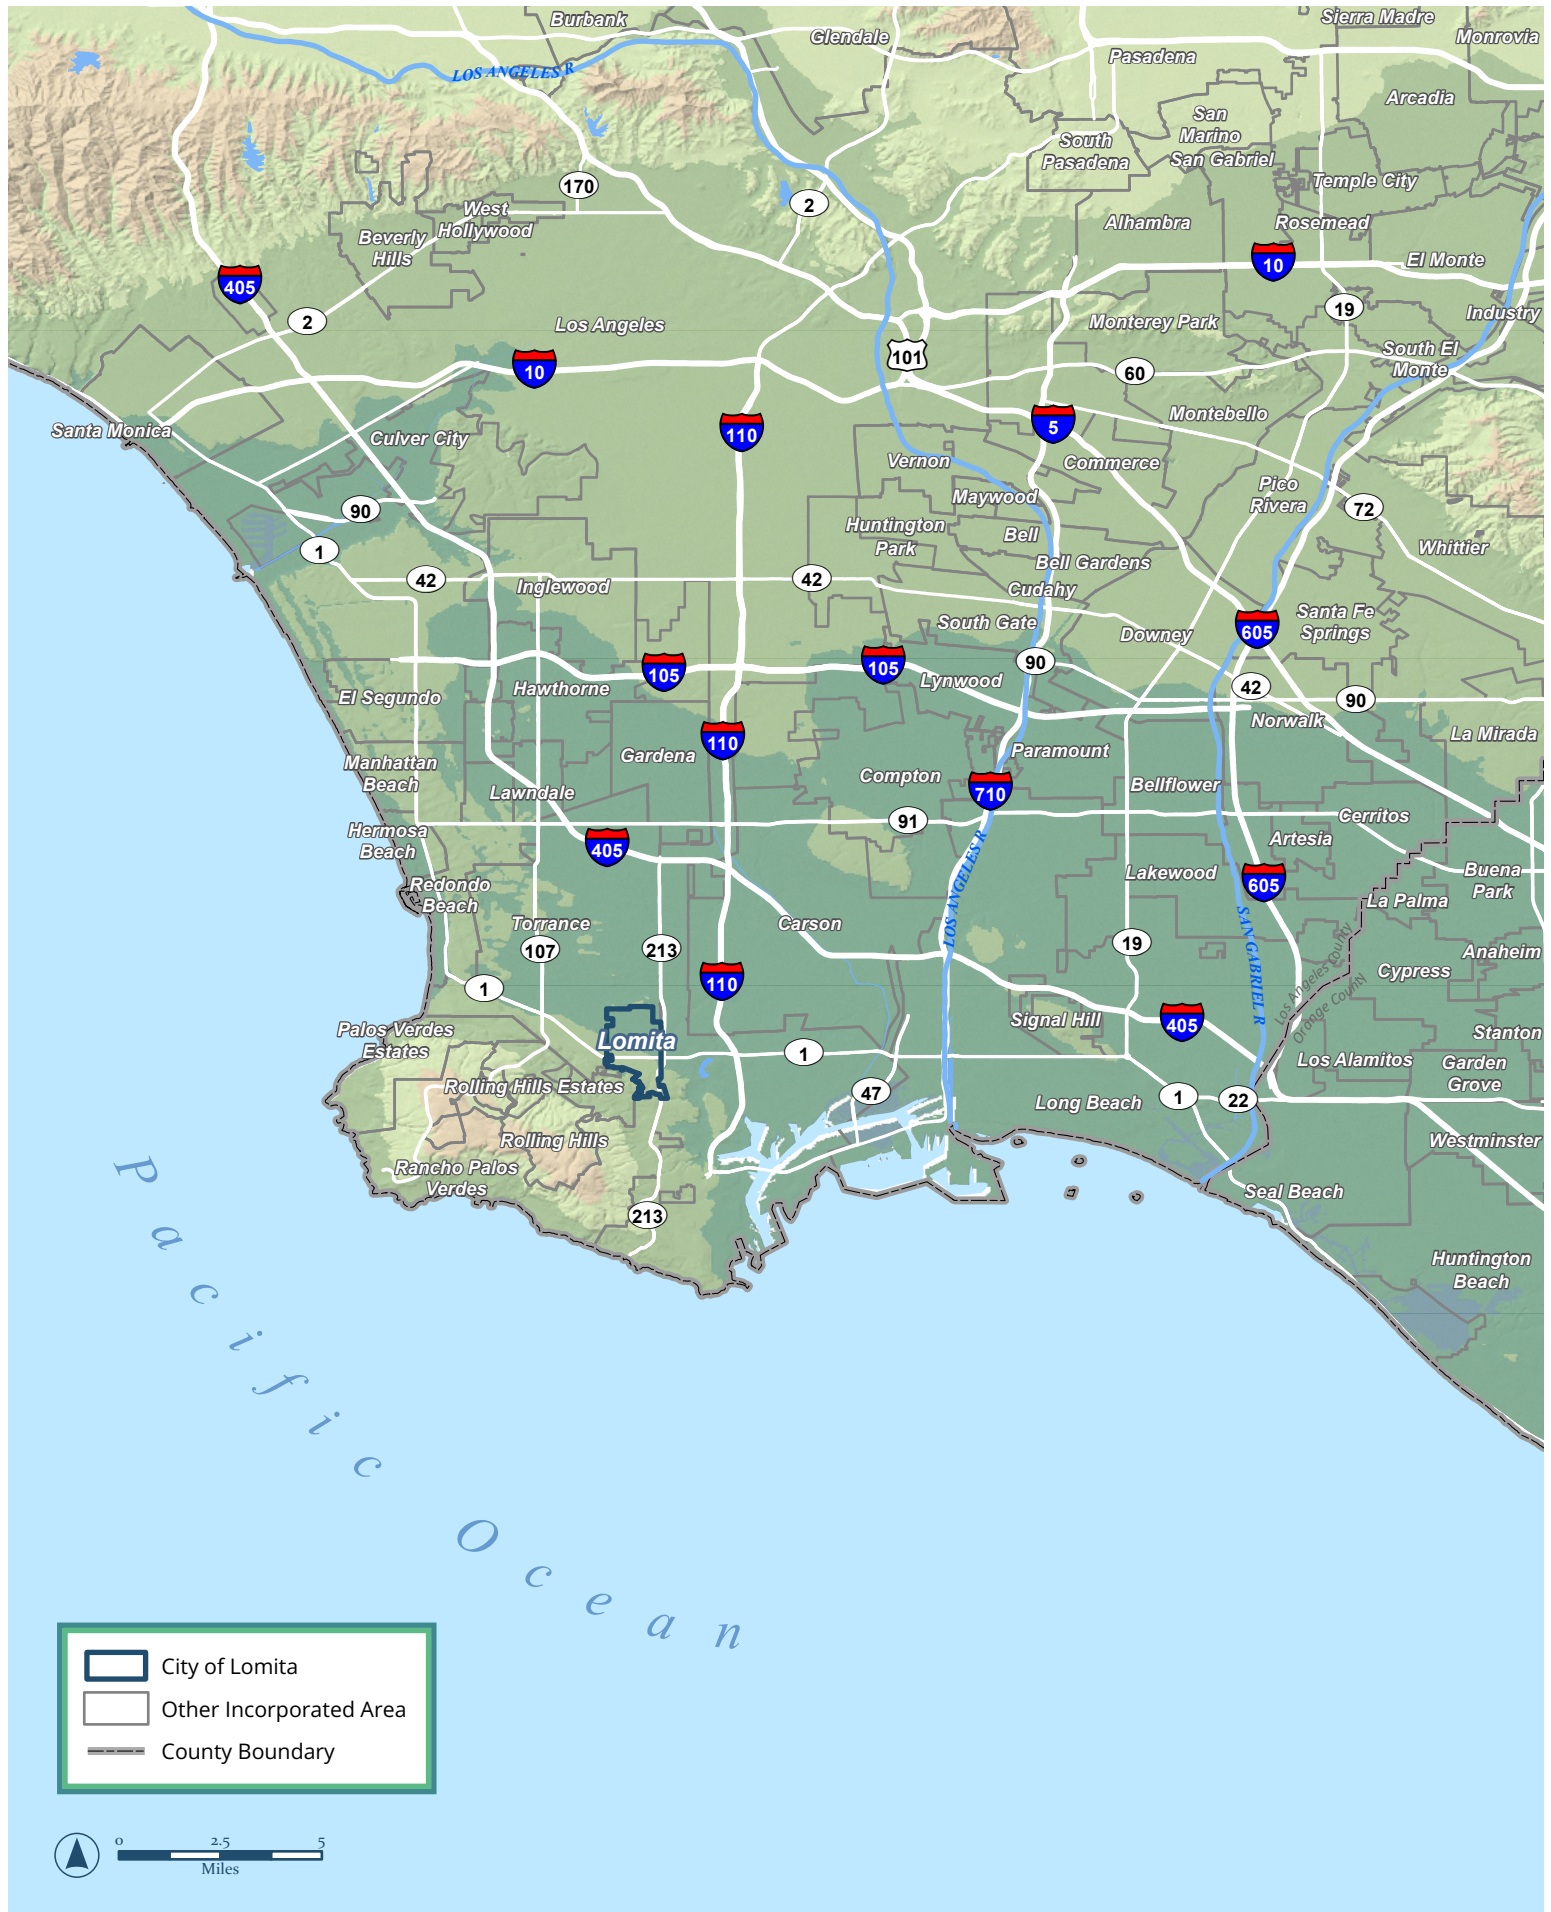 Burbank
Sierra Madre
Glendale
Monrovia
Pasadena
LOS ANGELES R
Arcadia
San
Marino
South
Pasadena
San Gabriel
Temple City
170
2
West
Hollywood
Alhambra
Rosemead
Beverly
Hills
El Monte
10
405
19
Industry
2
Los Angeles
Monterey Park
101
South El
Monte
10
60
Montebello
Santa Monica
Culver City
110
5
Vernon
Commerce
Maywood
Pico
Rivera
90
72
Huntington
Park
Bell
1
Whittier
Bell Gardens
42
42
Inglewood
Cudahy
South Gate
Santa Fe
Springs
Downey
605
90
105
105
Lynwood
Hawthorne
El Segundo
42
90
Norwalk
La Mirada
110
Gardena
Paramount
Manhattan
Beach
Compton
Bellflower
Lawndale
710
91
Cerritos
Hermosa
Beach
405
Artesia
LOS ANGELES R
Lakewood
Buena
Park
605
Redondo
Beach
La Palma
Torrance
Carson
SAN GABRIEL R
107
213
19
Anaheim
Los Angeles County
Orange County
Cypress
110
1
Signal Hill
405
Palos Verdes
Estates
Lomita
Stanton
1
Los Alamitos
Garden
Grove
Rolling Hills Estates
47
Long Beach
1
22
Rolling Hills
Westminster
Rancho Palos
Verdes
Seal Beach
213
Huntington
Beach
Pacific Ocean
City of Lomita
Other Incorporated Area
County Boundary
0 2.5 5
Miles